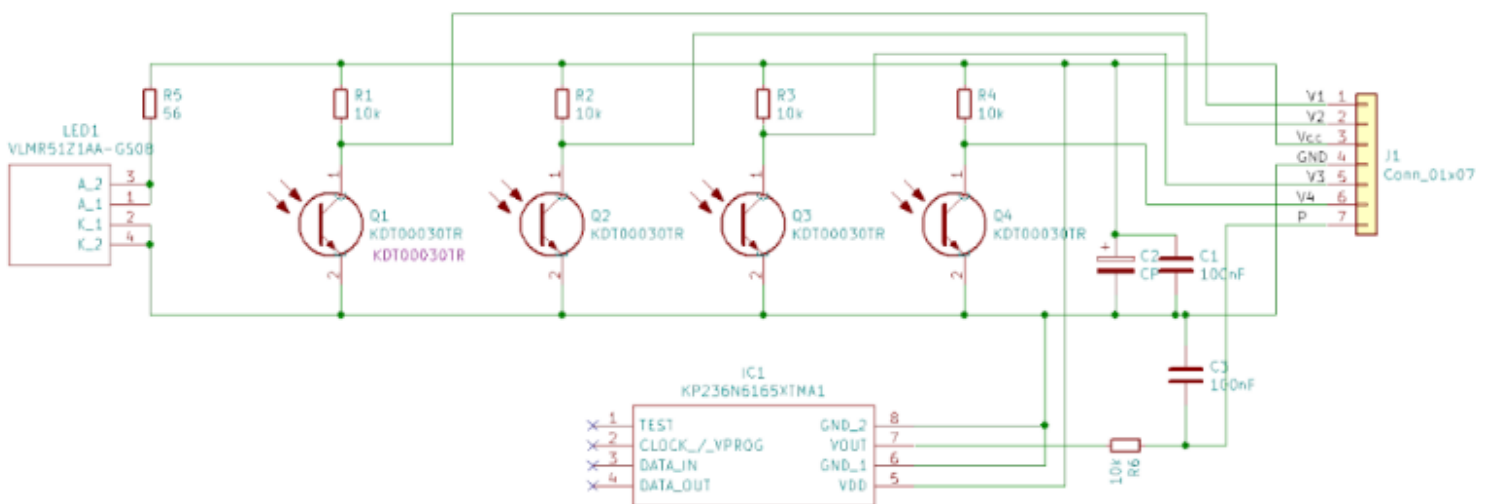 LED1
VLMR51Z1AA-GS08
A_2 3
A_1 1
K_1 2
K_2 4
R5
56
R1
10k
R2
10k
R3
10k
R4
10k
1
Q1
KDT00030TR
KDT00030TR
2
1
Q2
KDT00030TR
2
1
Q3
KDT00030TR
2
1
Q4
KDT00030TR
2
+
C2
CP
C1
100nF
V1 1
V2 2
Vcc 3
GND 4
V3 5
V4 6
P 7
J1
Conn_01x07
C3
100nF
IC1
KP236N6165XTMA1
1 TEST
2 CLOCK_/_VPROG
3 DATA_IN
4 DATA_OUT
GND_2 8
VOUT 7
GND_1 6
VDD 5
10k
R6